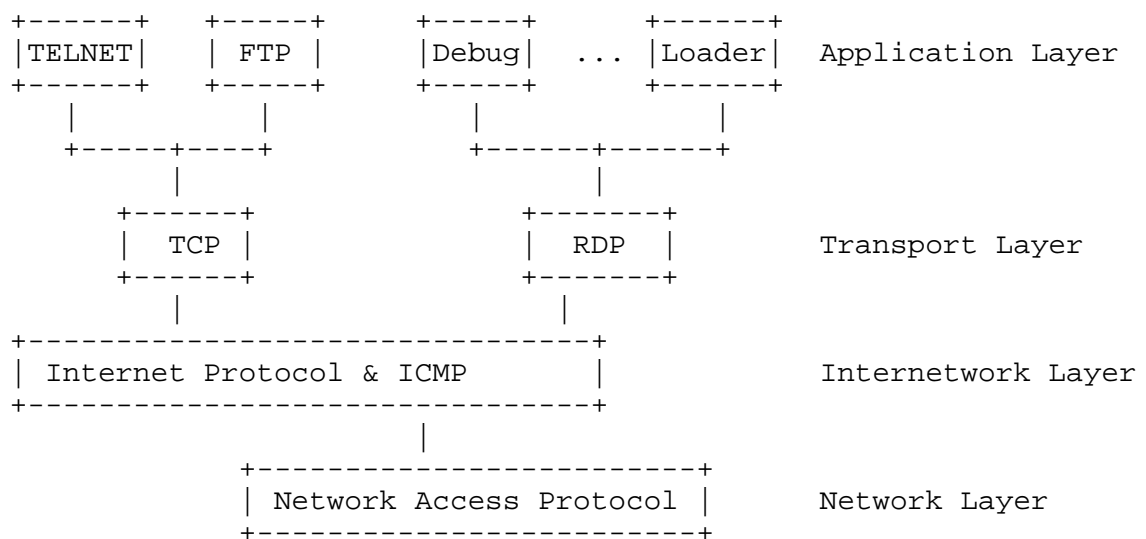 TELNET FTP Debug ... Loader Application Layer
TCP RDP Transport Layer
Internet Protocol & ICMP Internetwork Layer
Network Access Protocol Network Layer